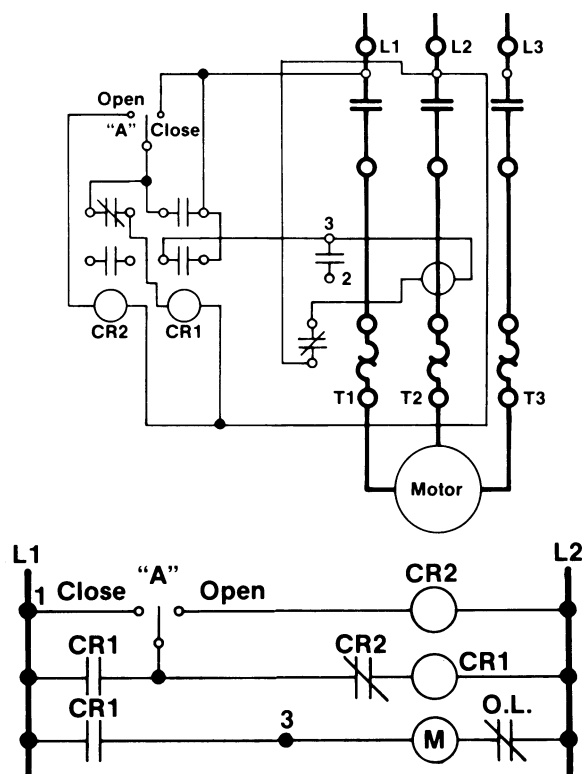 L1 L2 L3
Open
"A" Close
3
2
CR2 CR1
T1 T2 T3
Motor
L1 L2
1 Close "A" Open CR2
CR1 CR2 CR1
CR1 3 M O.L.